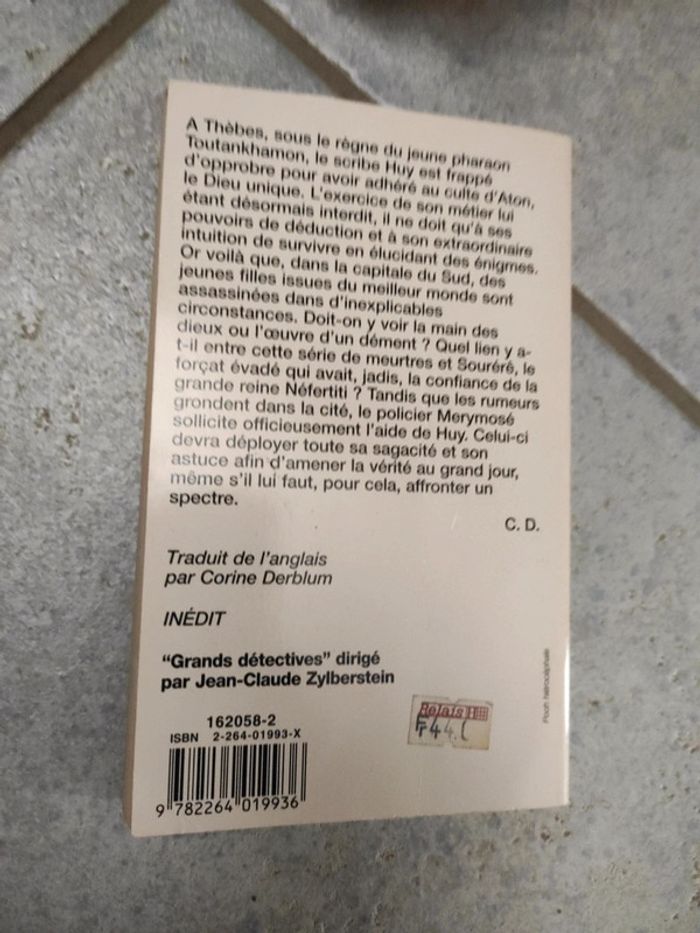 A Thèbes, sous le règne du jeune pharaon
Toutankhamon, le scribe Huy est frappé
d'opprobre pour avoir adhéré au culte d'Aton,
le Dieu unique. L'exercice de son métier lui
étant désormais interdit, il ne doit qu'à ses
pouvoirs de déduction et à son extraordinaire
intuition de survivre en élucidant des énigmes.
Or voilà que, dans la capitale du Sud, des
jeunes filles issues du meilleur monde sont
assassinées dans d'inexplicables
circonstances. Doit-on y voir la main des
dieux ou l'œuvre d'un dément ? Quel lien y a-
t-il entre cette série de meurtres et Souréré, le
forçat évadé qui avait, jadis, la confiance de la
grande reine Néfertiti ? Tandis que les rumeurs
grondent dans la cité, le policier Merymosé
sollicite officieusement l'aide de Huy. Celui-ci
devra déployer toute sa sagacité et son
astuce afin d'amener la vérité au grand jour,
même s'il lui faut, pour cela, affronter un
spectre.
C. D.
Traduit de l'anglais
par Corine Derblum
INÉDIT
"Grands détectives" dirigé
par Jean-Claude Zylberstein
162058-2
ISBN 2-264-01993-X
9 782264 019936
Relais H